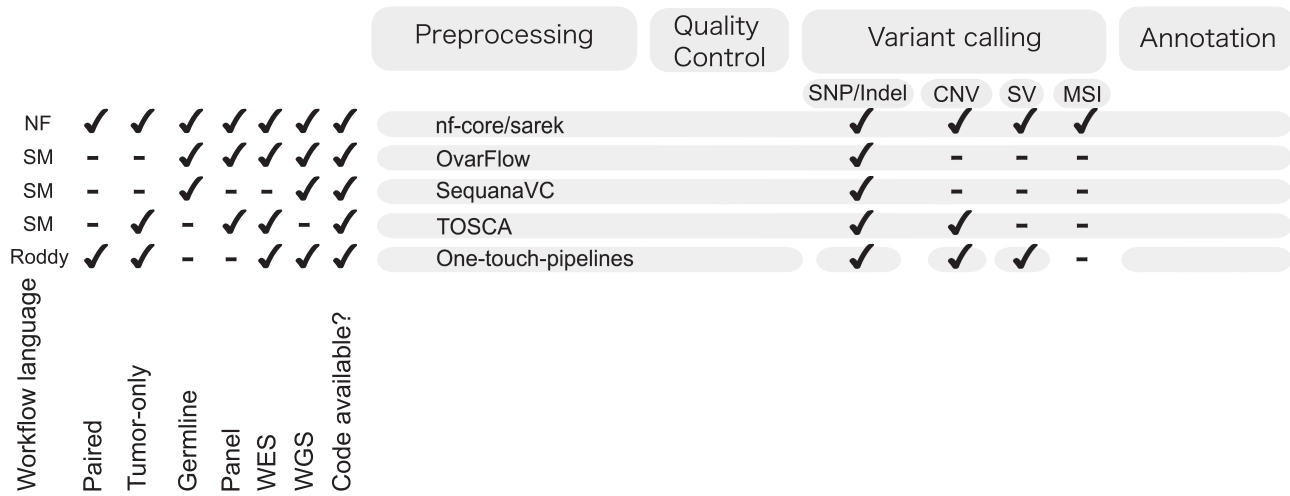 Preprocessing Quality Control Variant calling Annotation
SNP/Indel CNV SV MSI
NF ✓ ✓ ✓ ✓ ✓ ✓ ✓ nf-core/sarek ✓ ✓ ✓ ✓
SM - - ✓ ✓ ✓ ✓ ✓ OvarFlow ✓ - - -
SM - - ✓ - - ✓ ✓ SequanaVC ✓ - - -
SM - ✓ - ✓ ✓ - ✓ TOSCA ✓ ✓ - -
Roddy ✓ ✓ - - ✓ ✓ ✓ One-touch-pipelines ✓ ✓ ✓ -
Workflow language
Paired
Tumor-only
Germline
Panel
WES
WGS
Code available?